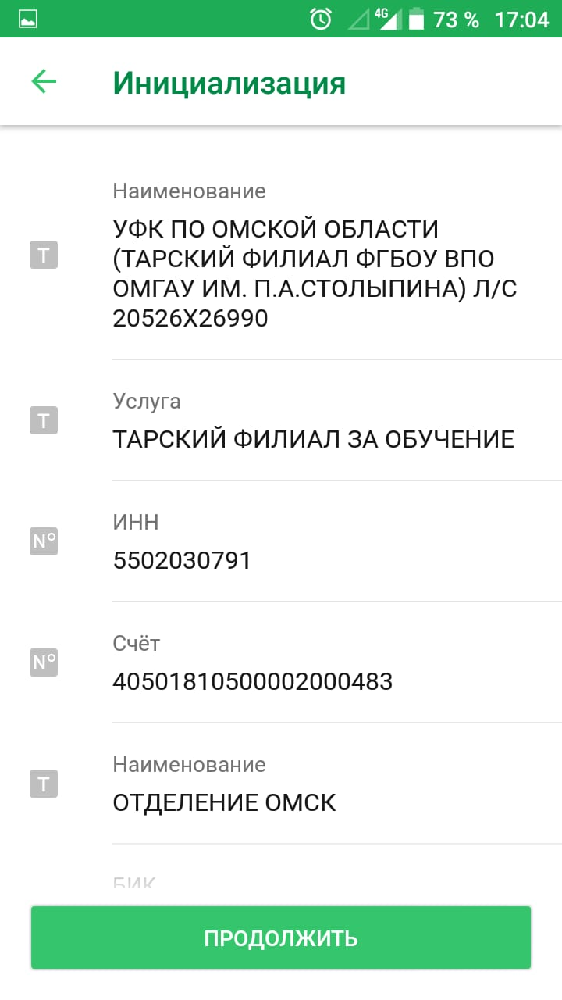 4G 73 % 17:04
Инициализация
Наименование
УФК ПО ОМСКОЙ ОБЛАСТИ
(ТАРСКИЙ ФИЛИАЛ ФГБОУ ВПО
ОМГАУ ИМ. П.А.СТОЛЫПИНА) Л/С
20526Х26990
T
Услуга
T
ТАРСКИЙ ФИЛИАЛ ЗА ОБУЧЕНИЕ
ИНН
N°
5502030791
Счёт
N°
40501810500002000483
Наименование
T
ОТДЕЛЕНИЕ ОМСК
БИК
ПРОДОЛЖИТЬ